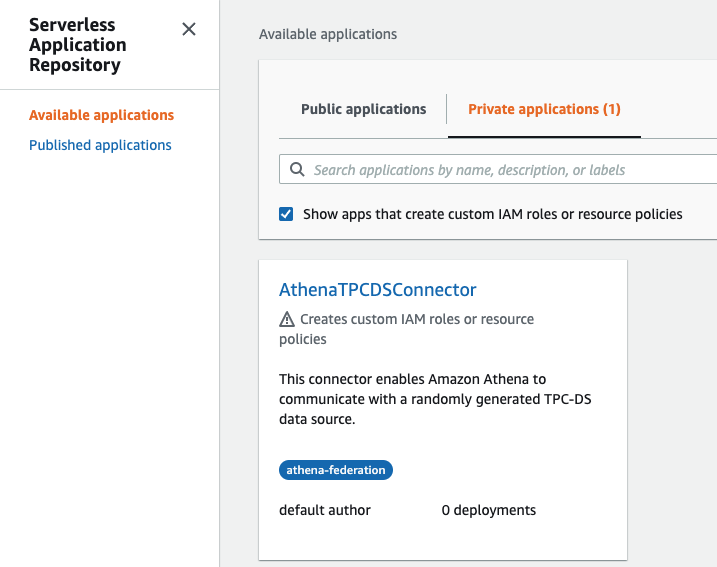 Serverless
Application
Repository
Available applications
Published applications
Available applications
Public applications
Private applications (1)
Search applications by name, description, or labels
Show apps that create custom IAM roles or resource policies
AthenaTPCDSConnector
Creates custom IAM roles or resource
policies
This connector enables Amazon Athena to
communicate with a randomly generated TPC-DS
data source.
athena-federation
default author
0 deployments